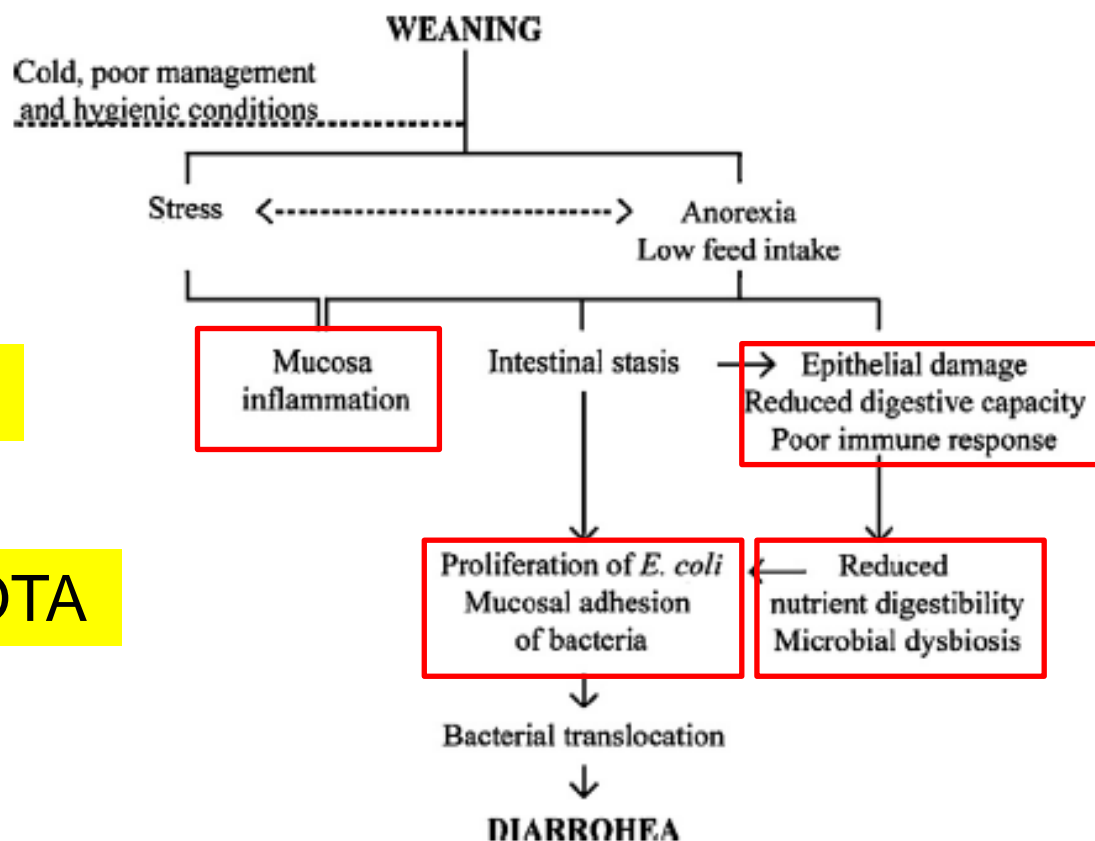 WEANING
Cold, poor management
and hygienic conditions
Stress
Anorexia
Low feed intake
Mucosa
inflammation
Intestinal stasis
Epithelial damage
Reduced digestive capacity
Poor immune response
OTA
Proliferation of E. coli
Mucosal adhesion
of bacteria
Reduced
nutrient digestibility
Microbial dysbiosis
Bacterial translocation
DIARROHEA